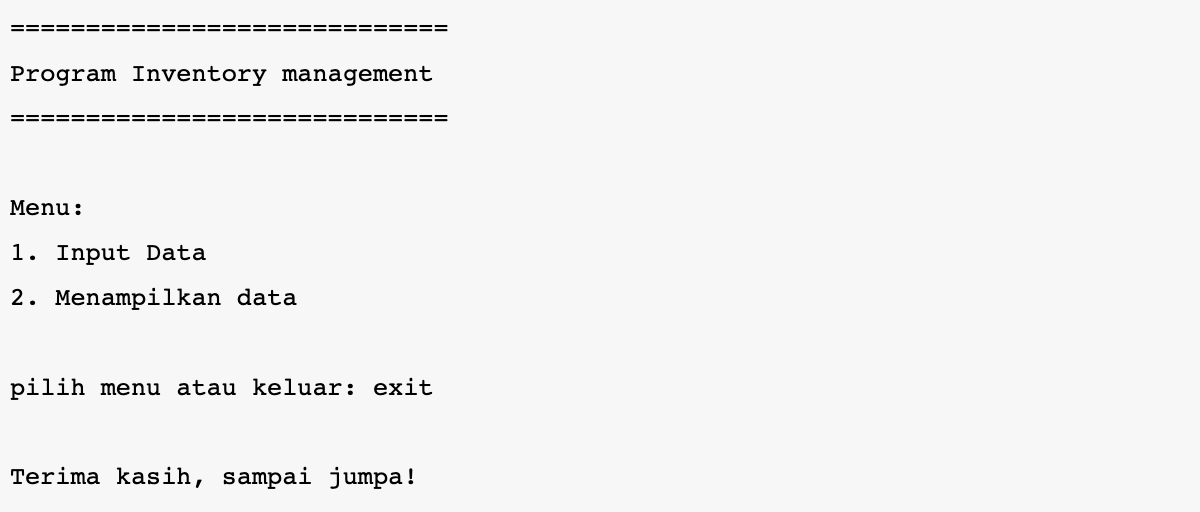 =============================
Program Inventory management
=============================
Menu:
1. Input Data
2. Menampilkan data
pilih menu atau keluar: exit
Terima kasih, sampai jumpa!